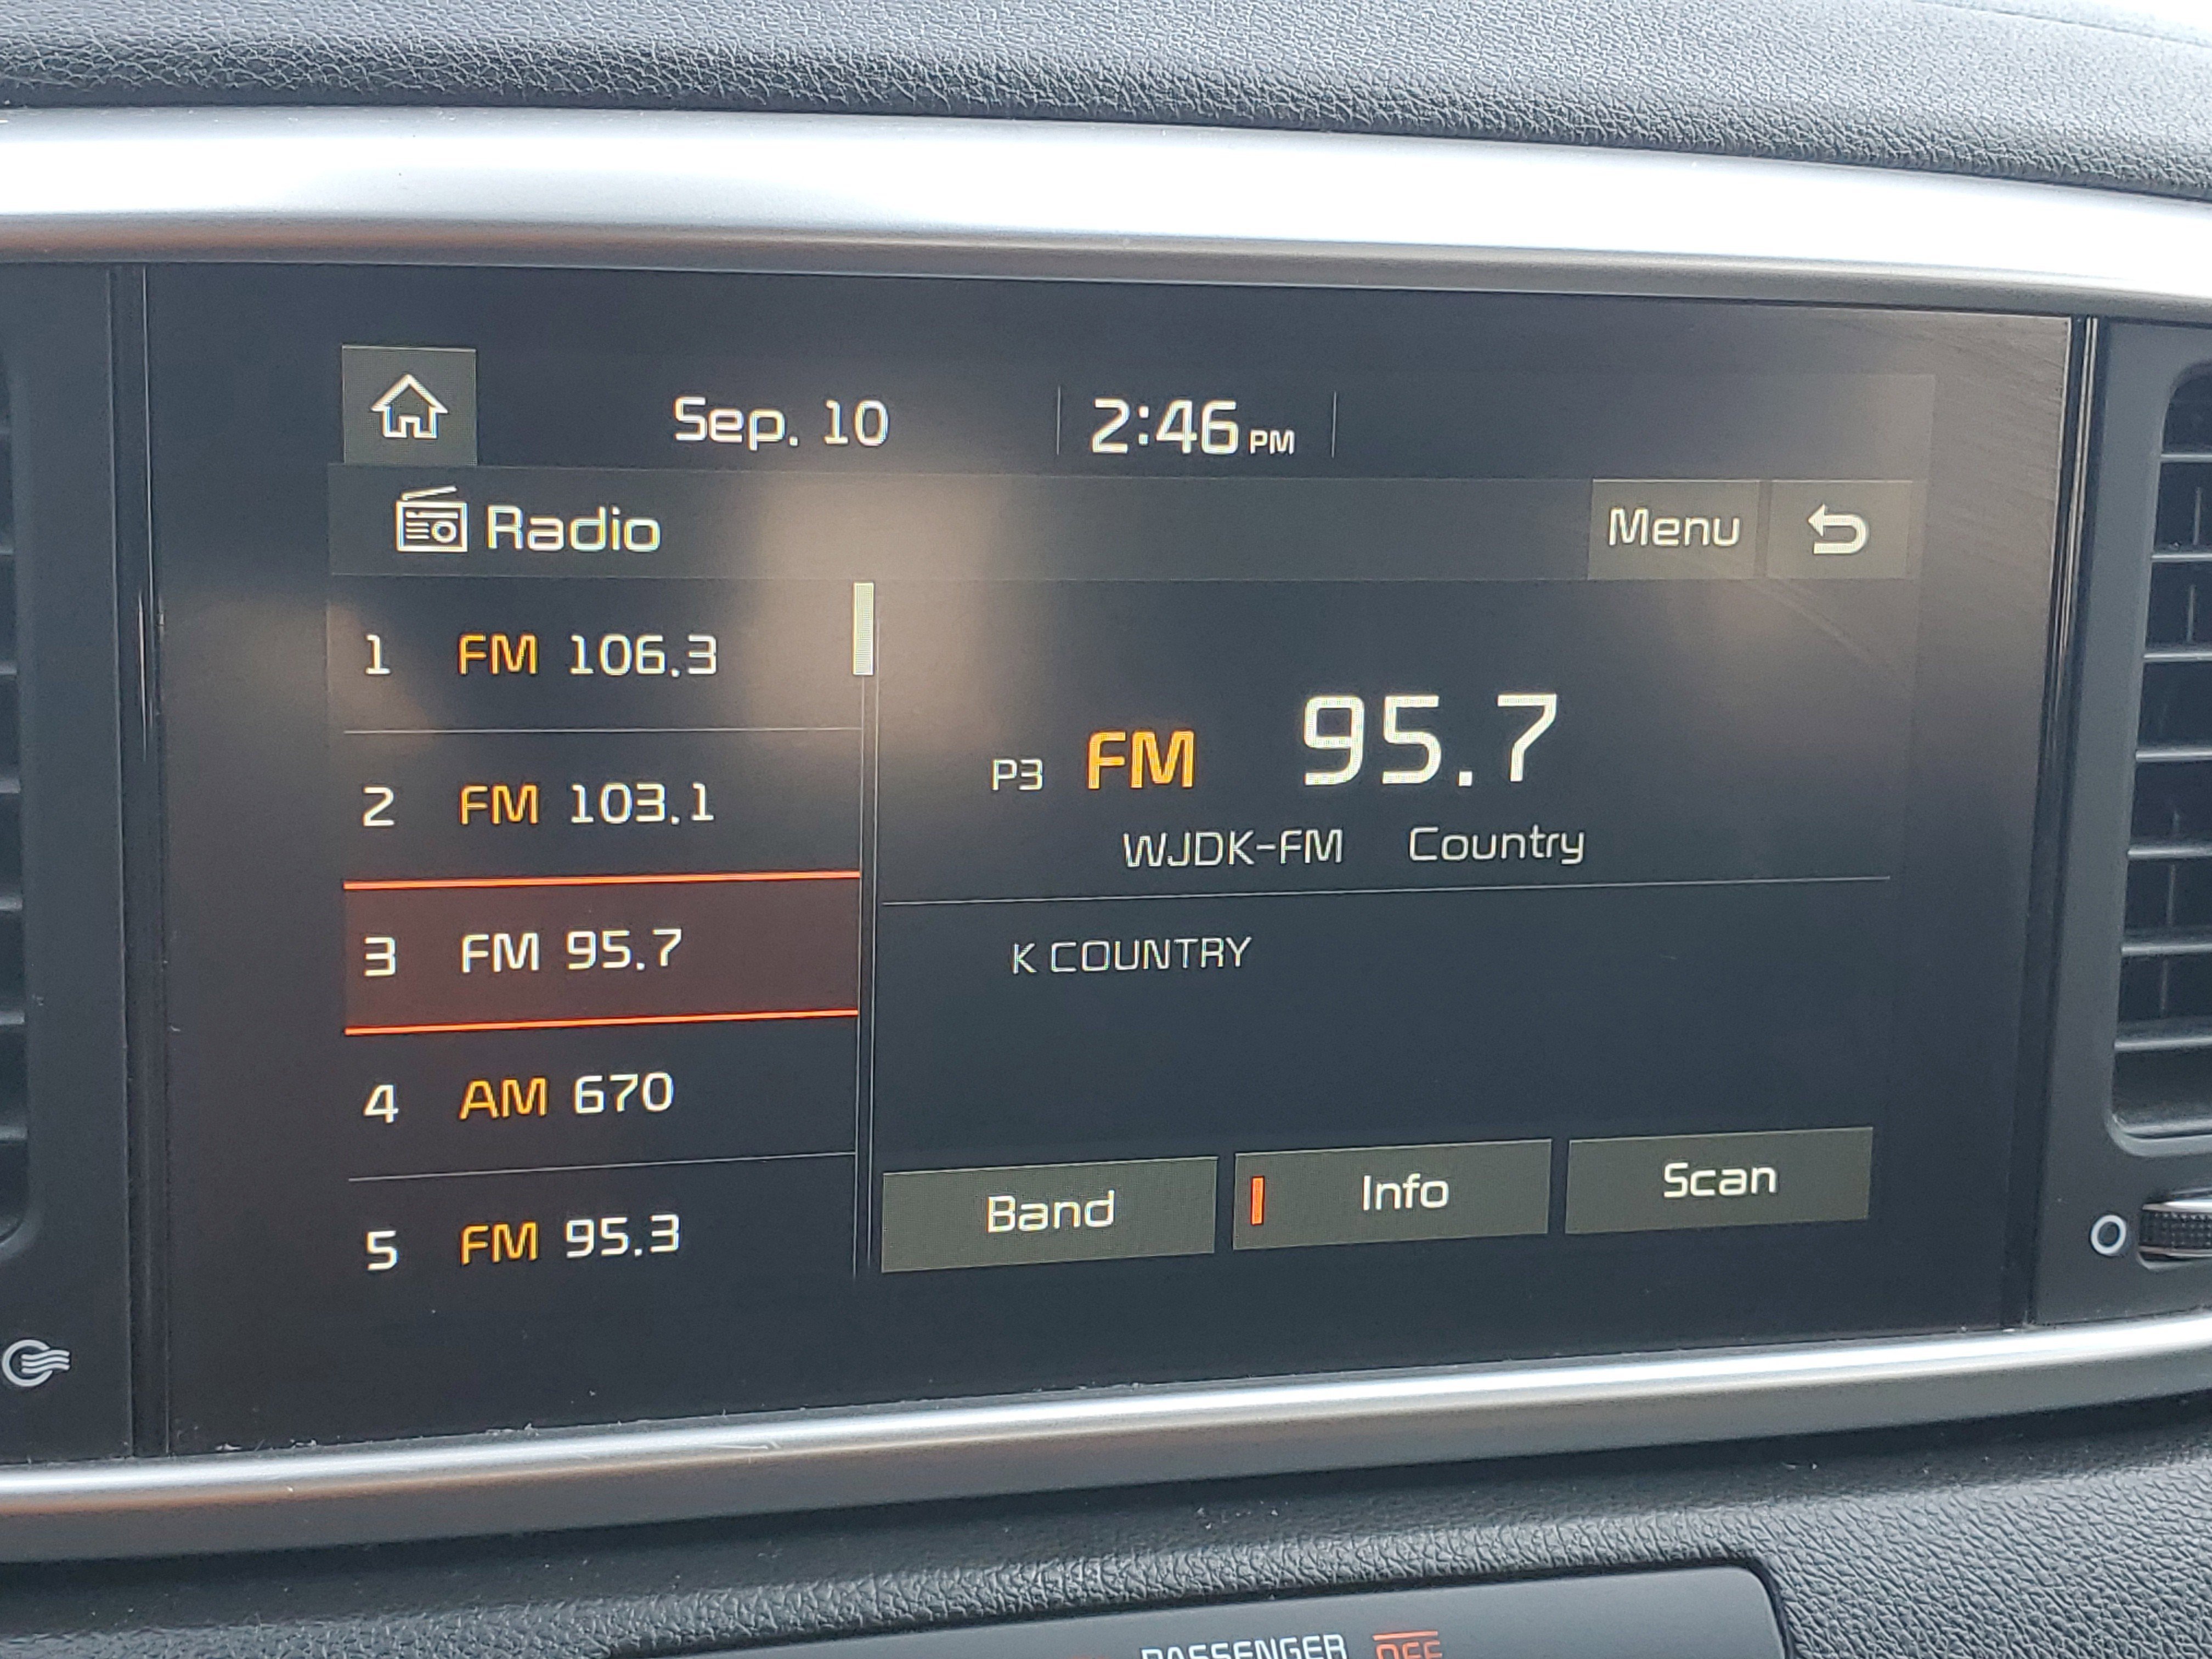 Sep. 10 2:46 PM
Radio Menu
1 FM 106.3
2 FM 103.1
3 FM 95.7
4 AM 670
5 FM 95.3
P3 FM 95.7
WJDK-FM Country
K COUNTRY
Band Info Scan
PASSENGER OFF